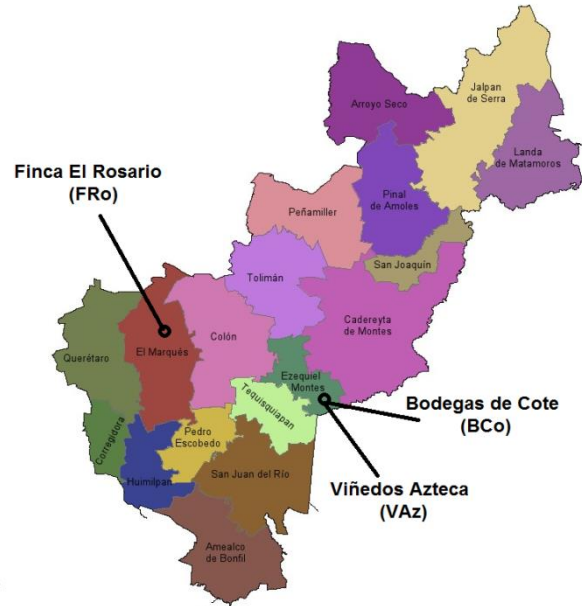 Arroyo Seco
Jalpan
de Serra
Landa
de Matamoros
Finca El Rosario
(FRo)
Peñamiller
Pinal
de Amoles
San Joaquín
Tolimán
Cadereyta
de Montes
Querétaro
El Marqués
Colón
Ezequiel
Montes
Tequisquiapan
Bodegas de Cote
(BCo)
Corregidora
Pedro
Escobedo
Huimilpan
San Juan del Río
Viñedos Azteca
(VAz)
Amealco
de Bonfil